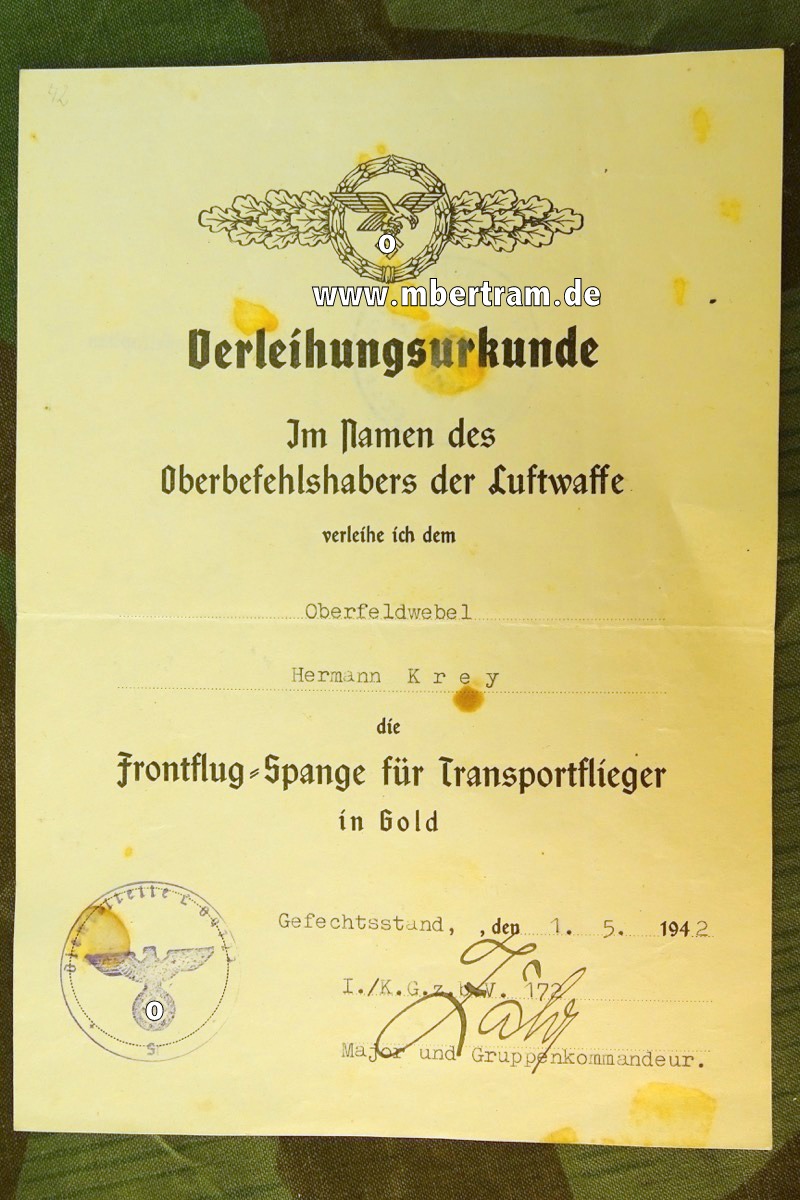 42
www.mbertram.de
Verleihungsurkunde
Im Namen des
Oberbefehlshabers der Luftwaffe
verleihe ich dem
Oberfeldwebel
Hermann K r e y
die
Frontflug-Spange für Transportflieger
in Gold
Gefechtsstand, , den 1. 5. 1942
I./K.G.z.b.V. 172
Major und Gruppenkommandeur.